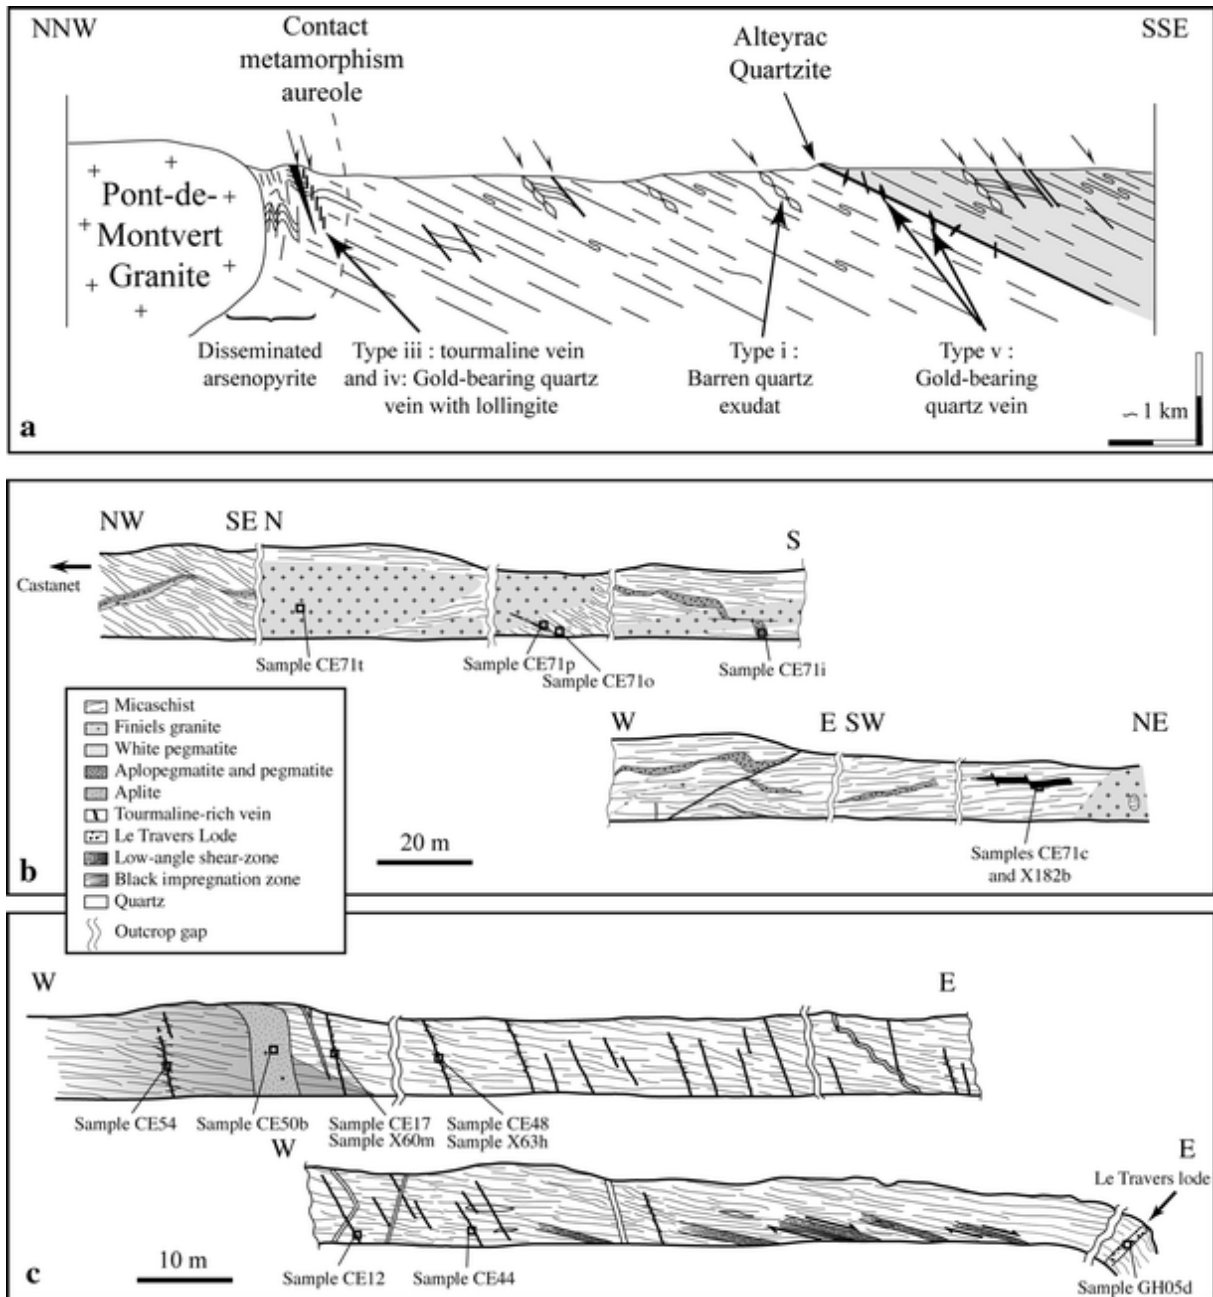 NNW
Contact
metamorphism
aureole
Alteyrac
Quartzite
SSE
Pont-de-
Montvert
Granite
Disseminated
arsenopyrite
Type iii : tourmaline vein
and iv: Gold-bearing quartz
vein with lollingite
Type i :
Barren quartz
exudat
Type v :
Gold-bearing
quartz vein
1 km
a
NW
SE N
S
Castanet
Sample CE71t
Sample CE71p
Sample CE71o
Sample CE71i
W
E SW
NE
Samples CE71c
and X182b
20 m
b
Micaschist
Finiels granite
White pegmatite
Aplopegmatite and pegmatite
Aplite
Tourmaline-rich vein
Le Travers Lode
Low-angle shear-zone
Black impregnation zone
Quartz
Outcrop gap
W
E
Sample CE54
Sample CE50b
Sample CE17
Sample X60m
Sample CE48
Sample X63h
W
E
Le Travers lode
Sample CE12
Sample CE44
Sample GH05d
10 m
c